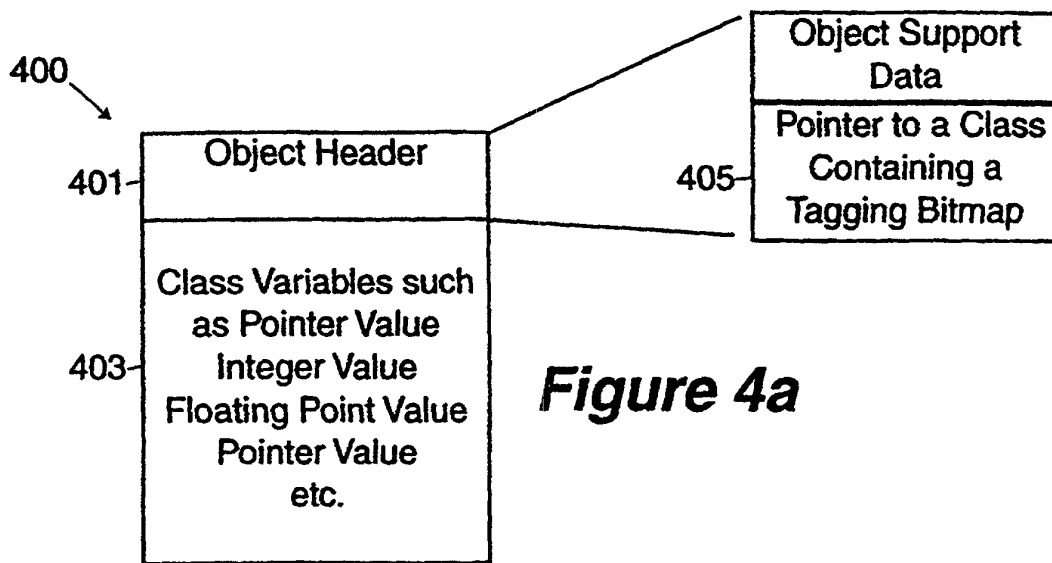 400
Object Header
401
Class Variables such
as Pointer Value
Integer Value
Floating Point Value
Pointer Value
etc.
403
Object Support
Data
Pointer to a Class
Containing a
Tagging Bitmap
405
Figure 4a